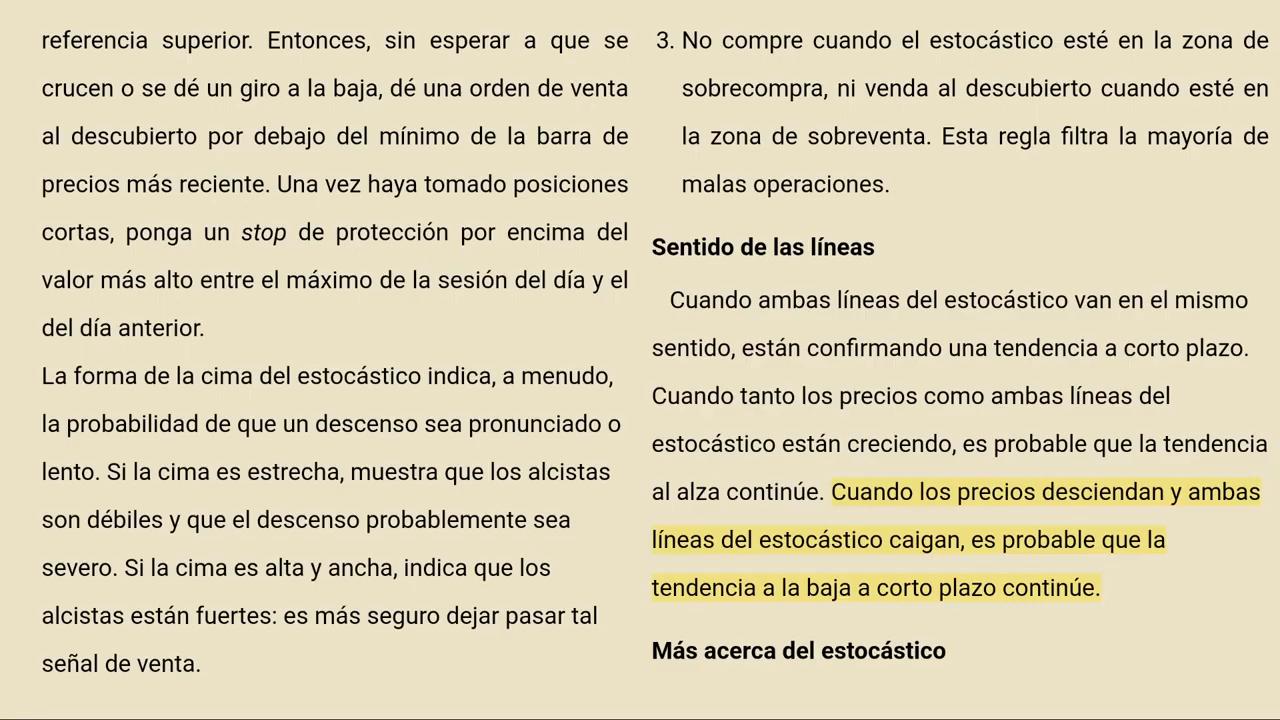 referencia superior. Entonces, sin esperar a que se
crucen o se dé un giro a la baja, dé una orden de venta
al descubierto por debajo del mínimo de la barra de
precios más reciente. Una vez haya tomado posiciones
cortas, ponga un stop de protección por encima del
valor más alto entre el máximo de la sesión del día y el
del día anterior.
La forma de la cima del estocástico indica, a menudo,
la probabilidad de que un descenso sea pronunciado o
lento. Si la cima es estrecha, muestra que los alcistas
son débiles y que el descenso probablemente sea
severo. Si la cima es alta y ancha, indica que los
alcistas están fuertes: es más seguro dejar pasar tal
señal de venta.
3. No compre cuando el estocástico esté en la zona de
sobrecompra, ni venda al descubierto cuando esté en
la zona de sobreventa. Esta regla filtra la mayoría de
malas operaciones.
Sentido de las líneas
Cuando ambas líneas del estocástico van en el mismo
sentido, están confirmando una tendencia a corto plazo.
Cuando tanto los precios como ambas líneas del
estocástico están creciendo, es probable que la tendencia
al alza continúe. Cuando los precios desciendan y ambas
líneas del estocástico caigan, es probable que la
tendencia a la baja a corto plazo continúe.
Más acerca del estocástico